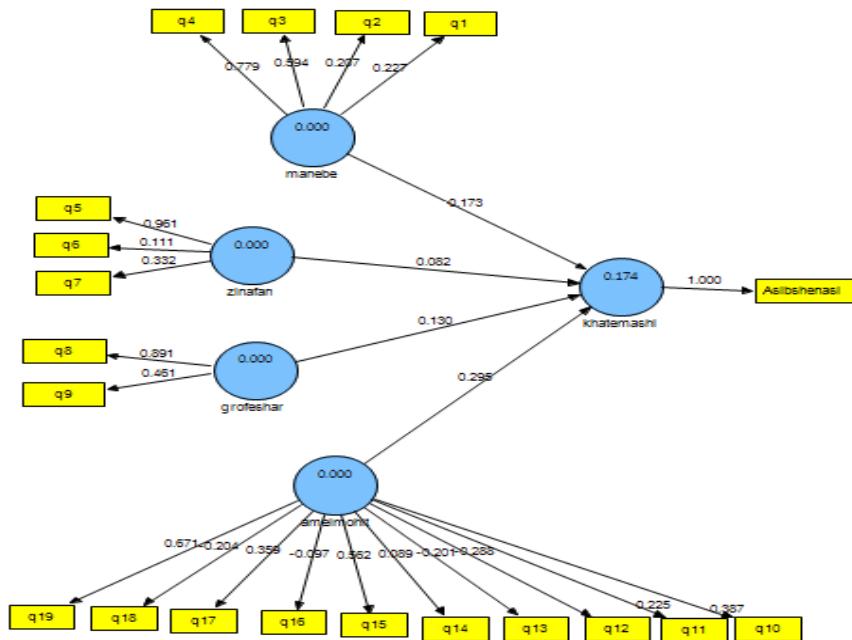 q4 q3 q2 q1
0.779 0.594 0.207 0.227
0.000
manebe
0.173
q5
0.961
q6
0.111
q7
0.332
0.000
zinafan
0.082
0.174
khatemashi
1.000
Asibshenasi
q8
0.891
q9
0.461
0.000
grofeshar
0.130
0.295
0.000
amelmohit
0.671 -0.204 0.359 -0.097 0.562 0.089 -0.201 -0.288 0.225 0.387
q19 q18 q17 q16 q15 q14 q13 q12 q11 q10